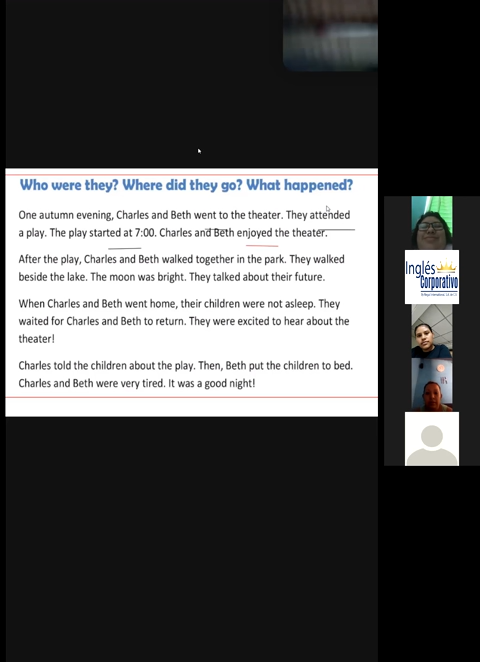 Who were they? Where did they go? What happened?
One autumn evening, Charles and Beth went to the theater. They attended
a play. The play started at 7:00. Charles and Beth enjoyed the theater.
After the play, Charles and Beth walked together in the park. They walked
beside the lake. The moon was bright. They talked about their future.
When Charles and Beth went home, their children were not asleep. They
waited for Charles and Beth to return. They were excited to hear about the
theater!
Charles told the children about the play. Then, Beth put the children to bed.
Charles and Beth were very tired. It was a good night!
Inglés
Corporativo